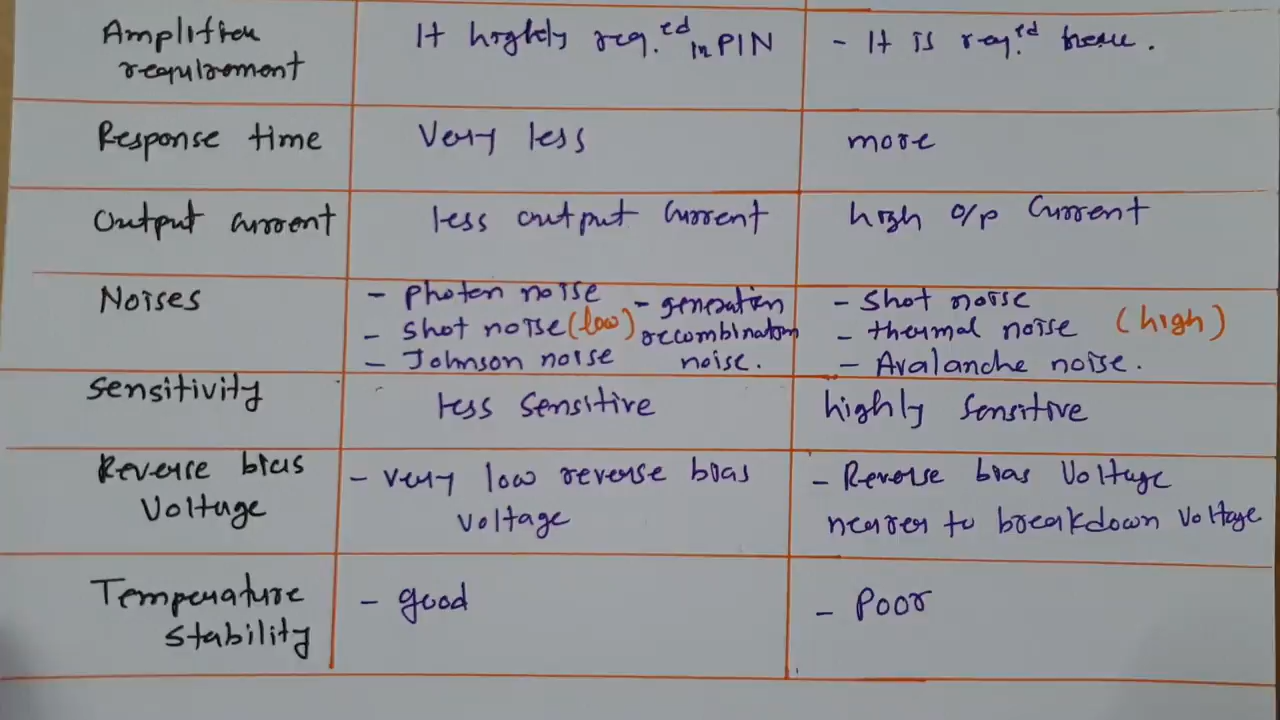 Amplifier It highly req.ed in PIN - It is req.ed here.
requirement
Response time Very less more
Output current less output current high o/p current
Noises - photon noise - generation - Shot noise
- Shot noise (low) recombination - thermal noise (high)
- Johnson noise noise. - Avalanche noise.
Sensitivity less sensitive highly sensitive
Reverse bias - very low reverse bias - Reverse bias voltage
Voltage voltage nearer to breakdown voltage
Temperature - good - Poor
stability